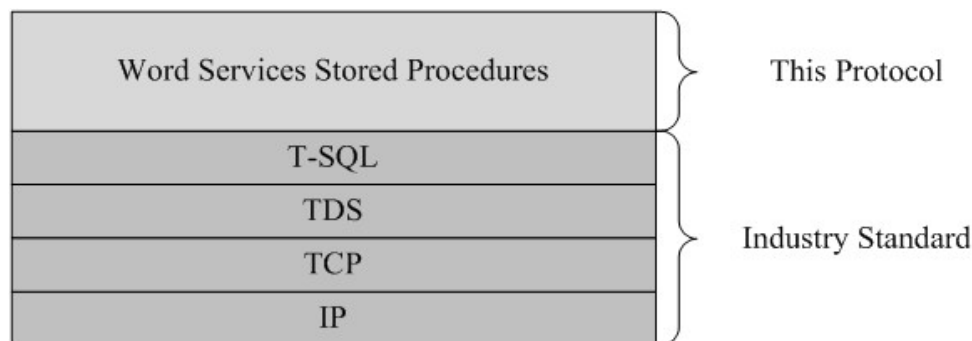 Word Services Stored Procedures
This Protocol
T-SQL
TDS
TCP
IP
Industry Standard